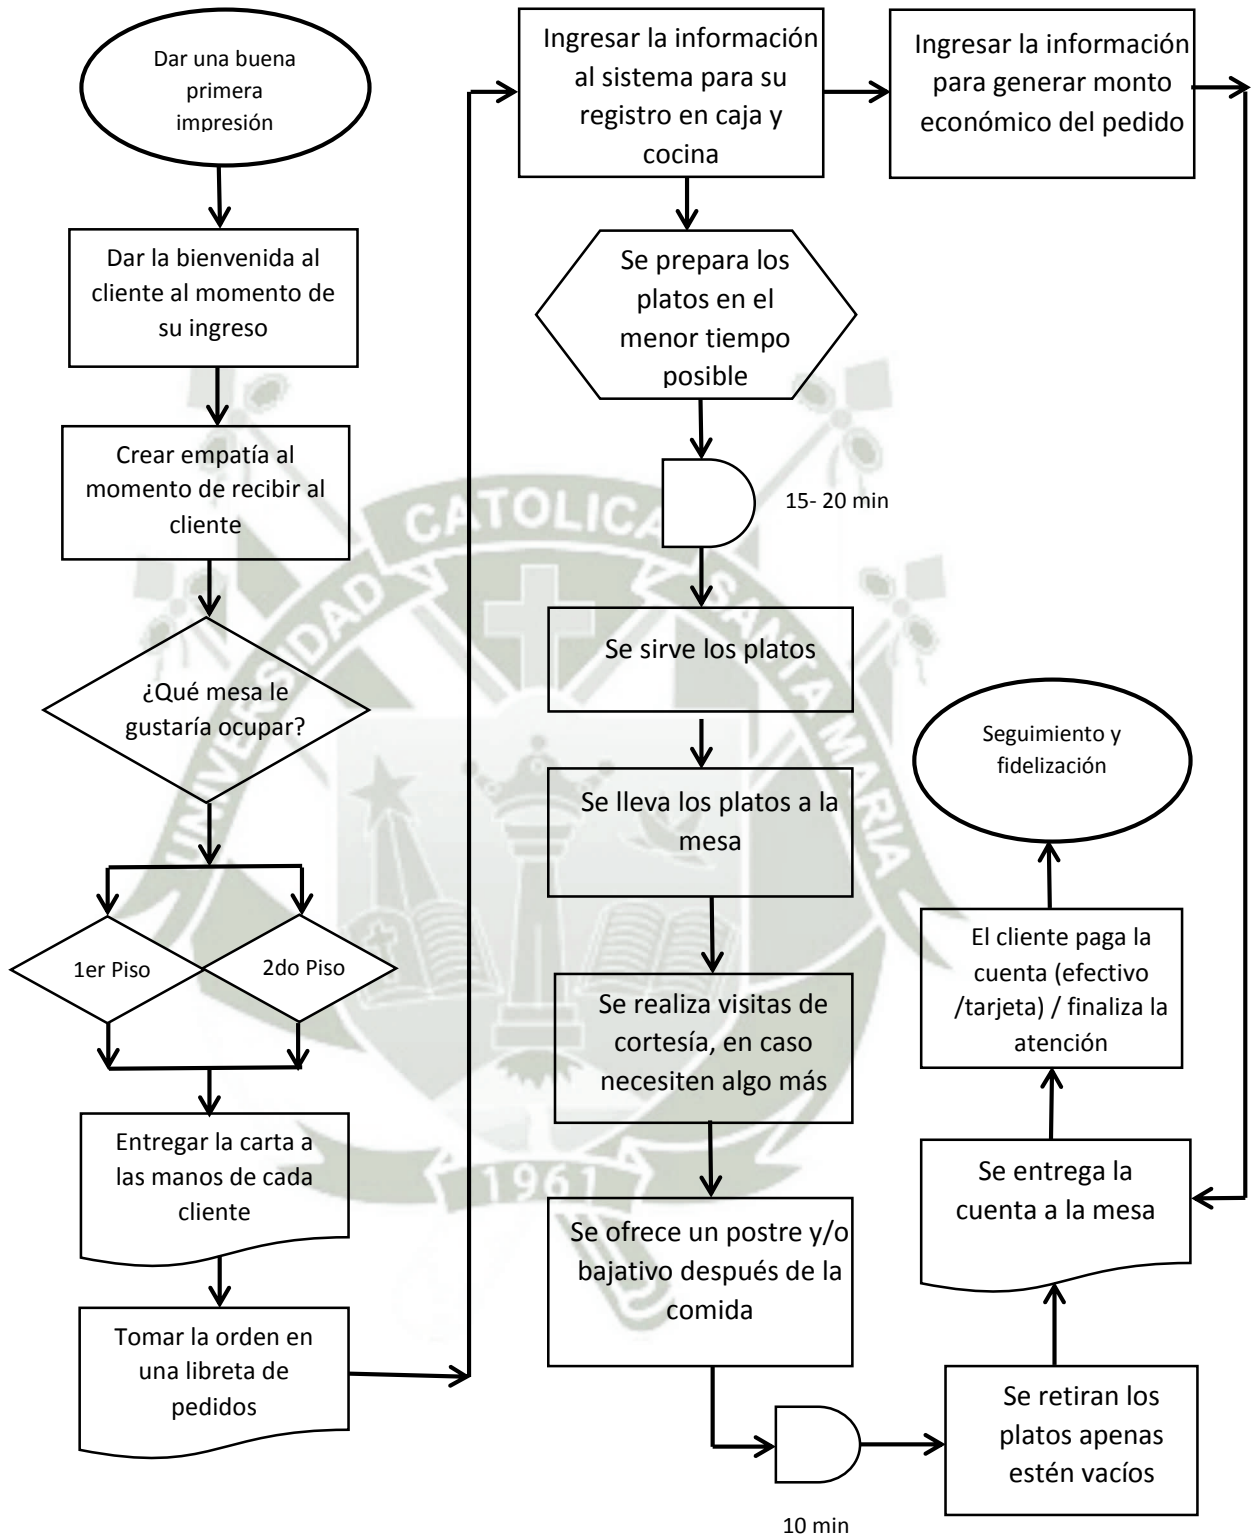 Dar una buena
primera
impresión
Dar la bienvenida al
cliente al momento de
su ingreso
Crear empatía al
momento de recibir al
cliente
¿Qué mesa le
gustaría ocupar?
1er Piso
2do Piso
Entregar la carta a
las manos de cada
cliente
Tomar la orden en
una libreta de
pedidos
Ingresar la información
al sistema para su
registro en caja y
cocina
Ingresar la información
para generar monto
económico del pedido
Se prepara los
platos en el
menor tiempo
posible
15- 20 min
Se sirve los platos
Se lleva los platos a la
mesa
Se realiza visitas de
cortesía, en caso
necesiten algo más
Se ofrece un postre y/o
bajativo después de la
comida
10 min
Se retiran los
platos apenas
estén vacíos
Se entrega la
cuenta a la mesa
El cliente paga la
cuenta (efectivo
/tarjeta) / finaliza la
atención
Seguimiento y
fidelización
UNIVERSIDAD CATOLICA SANTA MARIA
1961